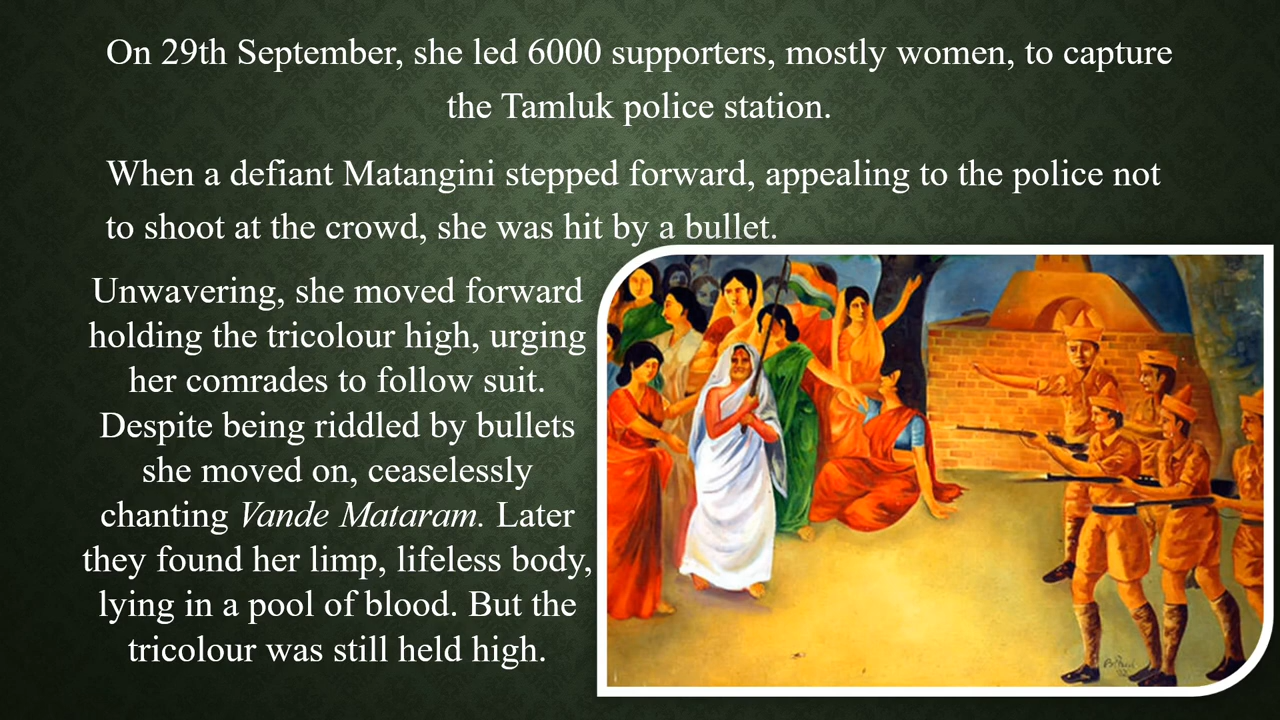 On 29th September, she led 6000 supporters, mostly women, to capture
the Tamluk police station.
When a defiant Matangini stepped forward, appealing to the police not
to shoot at the crowd, she was hit by a bullet.
Unwavering, she moved forward
holding the tricolour high, urging
her comrades to follow suit.
Despite being riddled by bullets
she moved on, ceaselessly
chanting Vande Mataram. Later
they found her limp, lifeless body,
lying in a pool of blood. But the
tricolour was still held high.